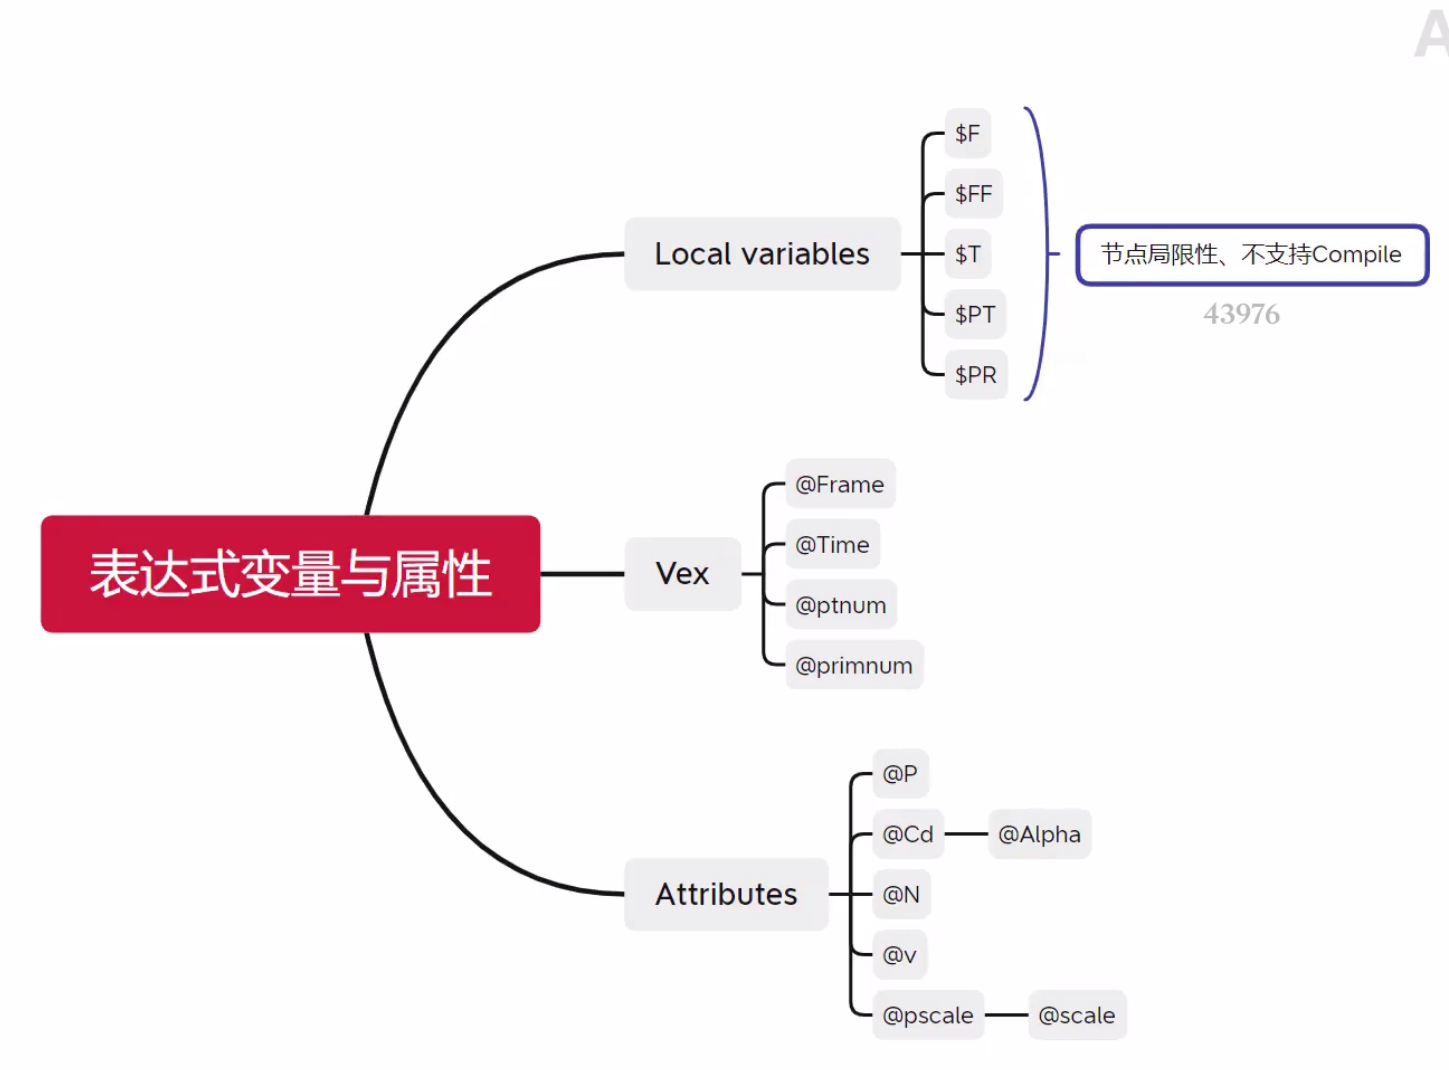 表达式变量与属性
Local variables
$F
$FF
$T
$PT
$PR
节点局限性、不支持Compile
43976
Vex
@Frame
@Time
@ptnum
@primnum
Attributes
@P
@Cd
@Alpha
@N
@v
@pscale
@scale